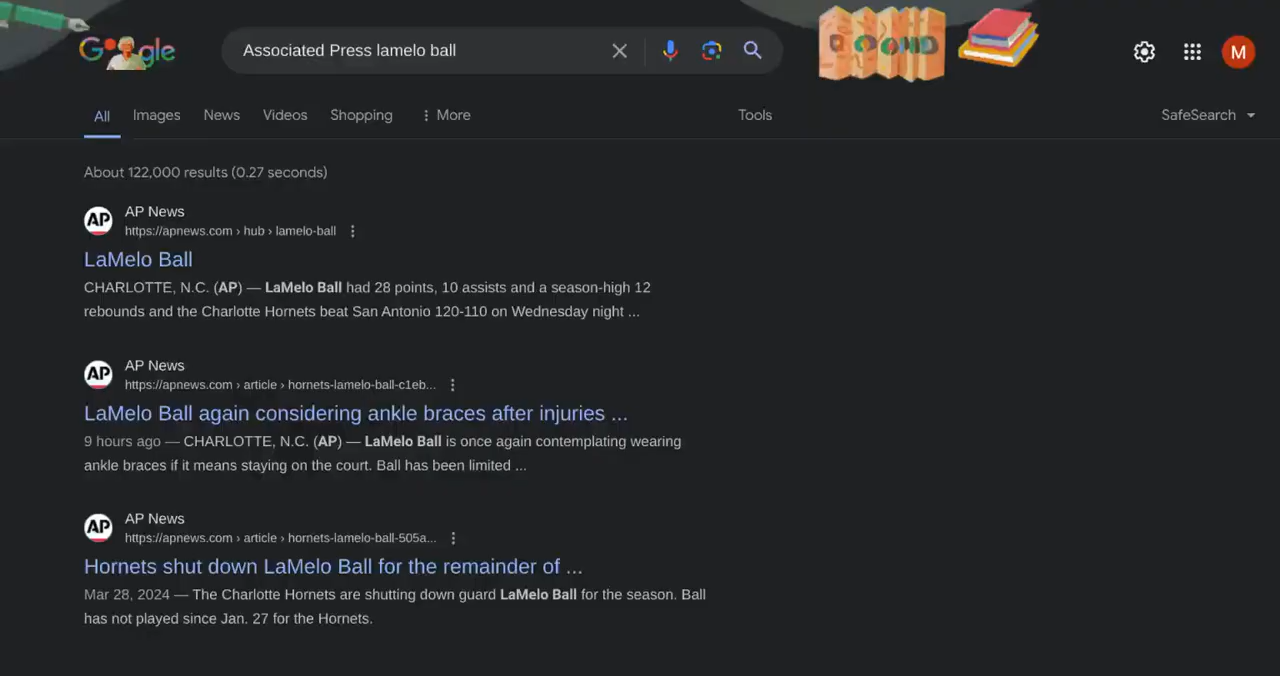 Google
Associated Press lamelo ball
M
All Images News Videos Shopping More Tools SafeSearch
About 122,000 results (0.27 seconds)
AP AP News
https://apnews.com › hub › lamelo-ball
LaMelo Ball
CHARLOTTE, N.C. (AP) — LaMelo Ball had 28 points, 10 assists and a season-high 12
rebounds and the Charlotte Hornets beat San Antonio 120-110 on Wednesday night ...
AP AP News
https://apnews.com › article › hornets-lamelo-ball-c1eb...
LaMelo Ball again considering ankle braces after injuries ...
9 hours ago — CHARLOTTE, N.C. (AP) — LaMelo Ball is once again contemplating wearing
ankle braces if it means staying on the court. Ball has been limited ...
AP AP News
https://apnews.com › article › hornets-lamelo-ball-505a...
Hornets shut down LaMelo Ball for the remainder of ...
Mar 28, 2024 — The Charlotte Hornets are shutting down guard LaMelo Ball for the season. Ball
has not played since Jan. 27 for the Hornets.